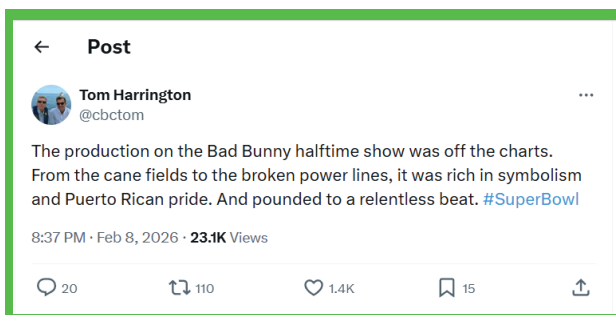 Post
Tom Harrington
@cbctom
The production on the Bad Bunny halftime show was off the charts.
From the cane fields to the broken power lines, it was rich in symbolism
and Puerto Rican pride. And pounded to a relentless beat. #SuperBowl
8:37 PM · Feb 8, 2026 · 23.1K Views
20 110 1.4K 15